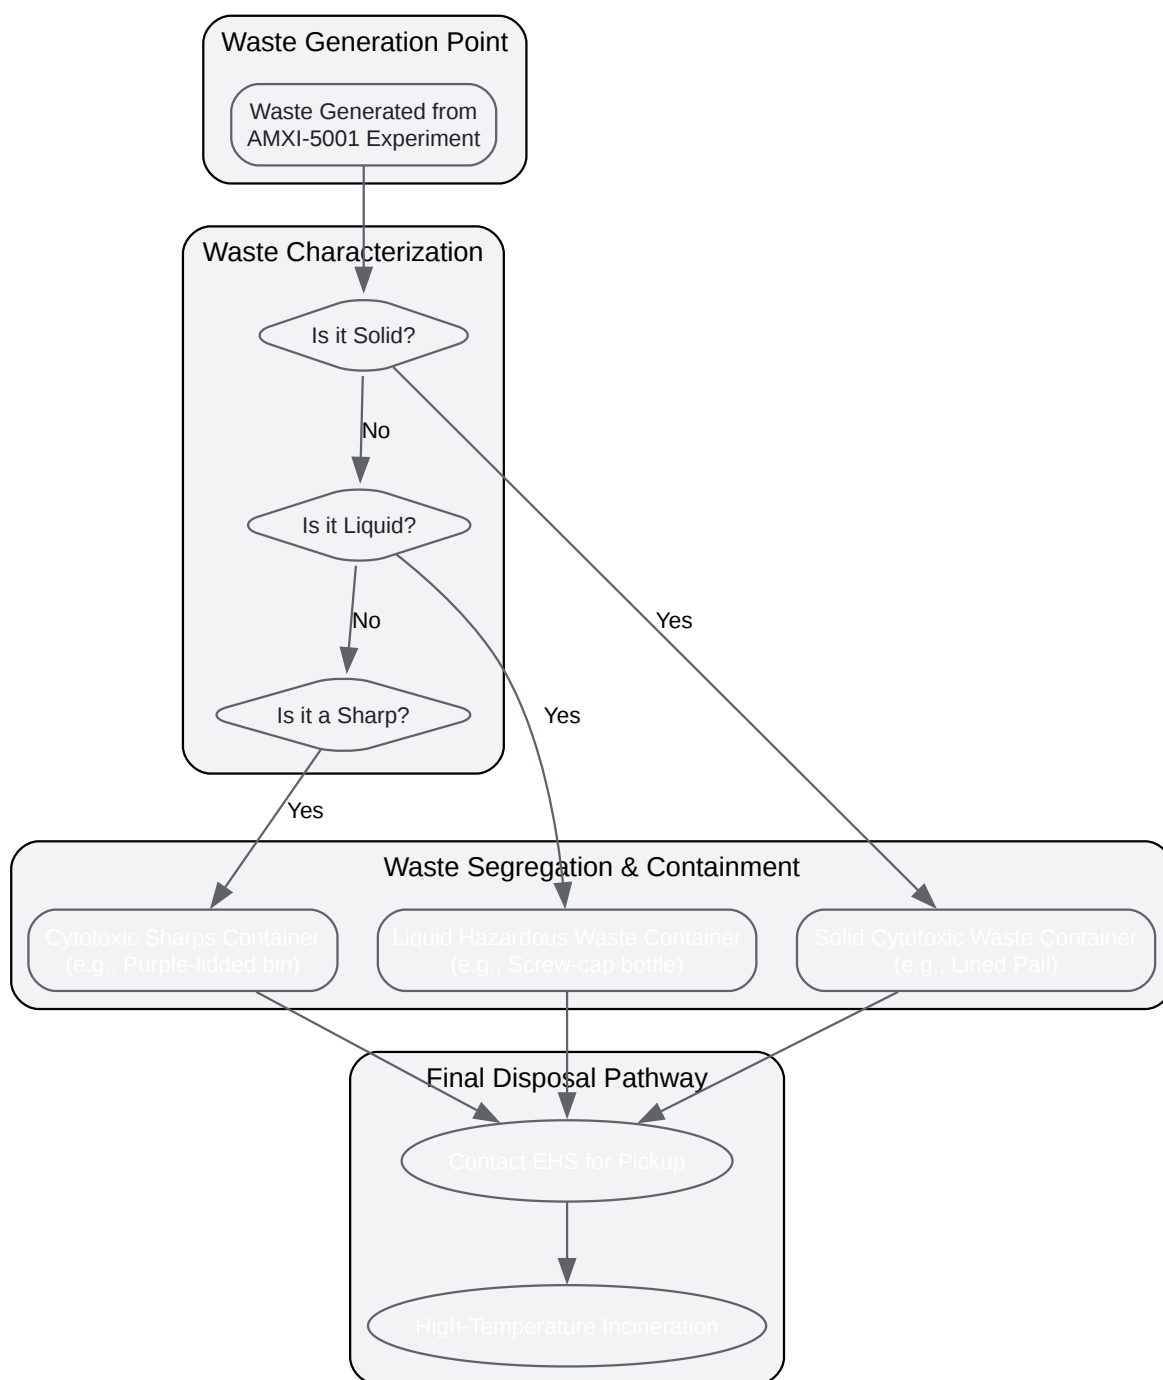 Waste Generation Point
Waste Generated from
AMXI-5001 Experiment
Waste Characterization
Is it Solid?
No
Is it Liquid?
No
Yes
Is it a Sharp?
Yes
Yes
Waste Segregation & Containment
Cytotoxic Sharps Container
(e.g., Purple-lidded bin)
Liquid Hazardous Waste Container
(e.g., Screw-cap bottle)
Solid Cytotoxic Waste Container
(e.g., Lined Pail)
Final Disposal Pathway
Contact EHS for Pickup
High-Temperature Incineration